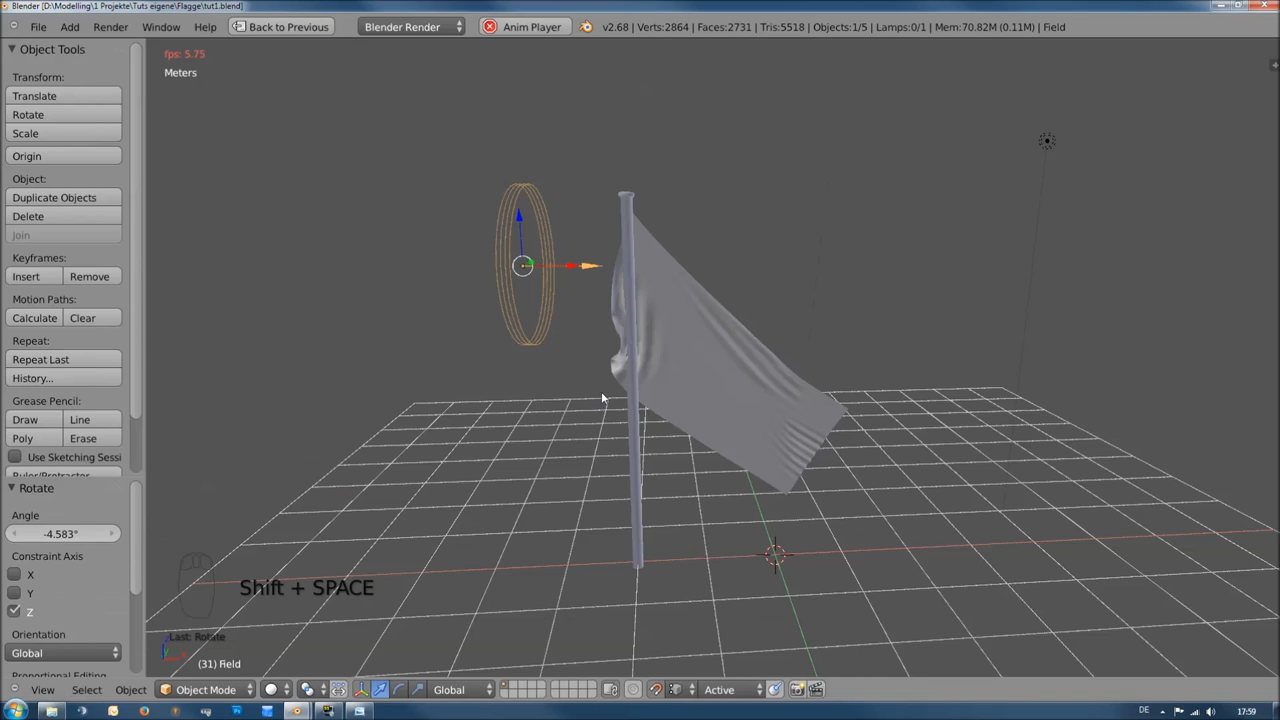 Blender [D:\Modelling\1 Projekte\Tuts eigene\Flagge\tut1.blend]
File Add Render Window Help Back to Previous Blender Render Anim Player v2.68 | Verts:2864 | Faces:2731 | Tris:5518 | Objects:1/5 | Lamps:0/1 | Mem:70.82M (0.11M) | Field
Object Tools
fps: 5.75
Meters
Transform:
Translate
Rotate
Scale
Origin
Object:
Duplicate Objects
Delete
Join
Keyframes:
Insert Remove
Motion Paths:
Calculate Clear
Repeat:
Repeat Last
History...
Grease Pencil:
Draw Line
Poly Erase
Use Sketching Sessi
Ruler/Protractor
Rotate
Angle
-4.583°
Constraint Axis
X
Y
Z
Orientation
Global
Proportional Editing
Shift + SPACE
Last: Rotate
(31) Field
View Select Object Object Mode Global Active
DE 17:59